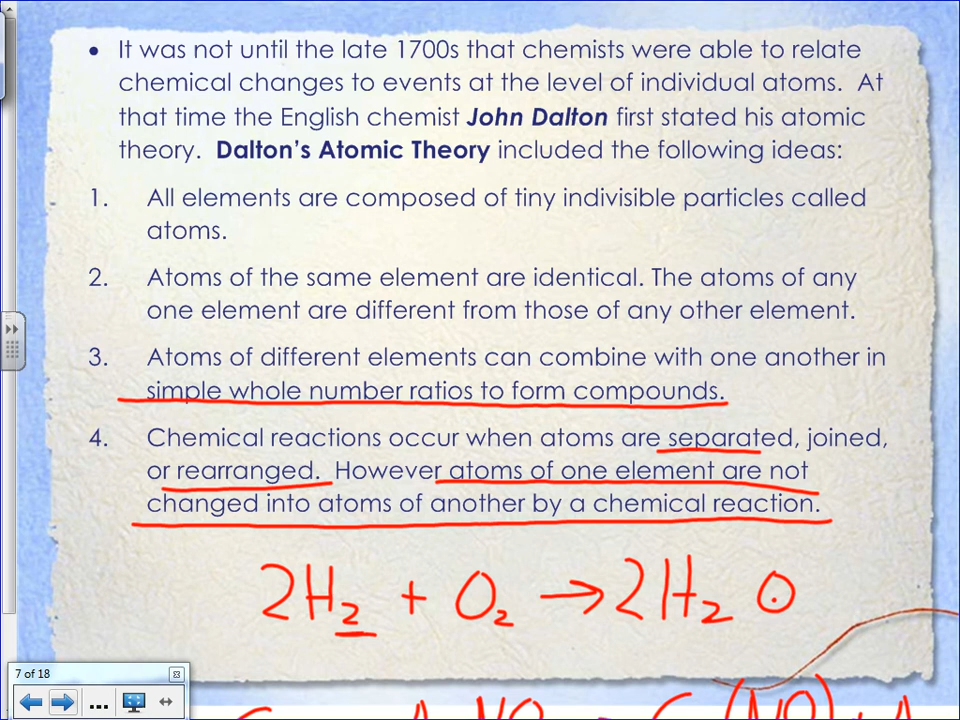 • It was not until the late 1700s that chemists were able to relate
chemical changes to events at the level of individual atoms. At
that time the English chemist John Dalton first stated his atomic
theory. Dalton's Atomic Theory included the following ideas:
1. All elements are composed of tiny indivisible particles called
atoms.
2. Atoms of the same element are identical. The atoms of any
one element are different from those of any other element.
3. Atoms of different elements can combine with one another in
simple whole number ratios to form compounds.
4. Chemical reactions occur when atoms are separated, joined,
or rearranged. However atoms of one element are not
changed into atoms of another by a chemical reaction.
2H₂ + O₂ → 2H₂O
7 of 18
...